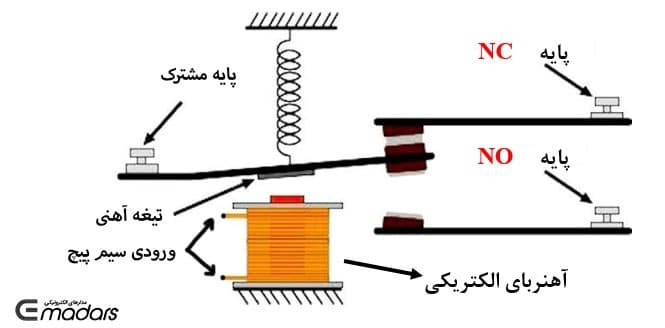 پایه NC
پایه مشترک
پایه NO
تیغه آهنی
ورودی سیم پیچ
آهنربای الکتریکی
مدارهای الکترونیکی
Emadars